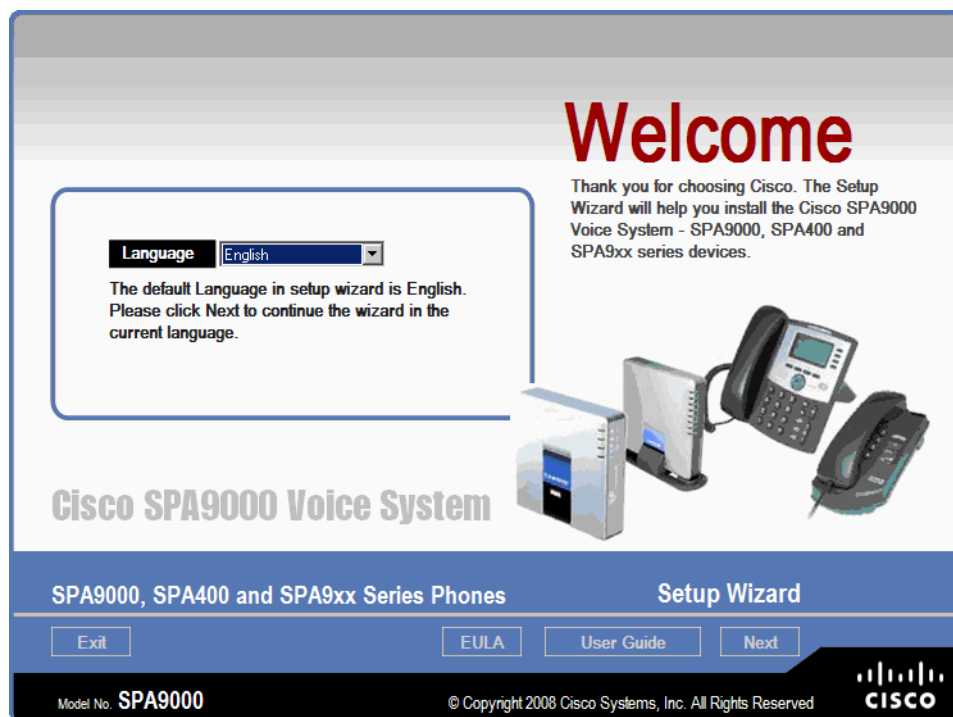 Welcome
Thank you for choosing Cisco. The Setup
Wizard will help you install the Cisco SPA9000
Voice System - SPA9000, SPA400 and
SPA9xx series devices.
Language English
The default Language in setup wizard is English.
Please click Next to continue the wizard in the
current language.
Cisco SPA9000 Voice System
SPA9000, SPA400 and SPA9xx Series Phones Setup Wizard
Exit EULA User Guide Next
Model No. SPA9000 © Copyright 2008 Cisco Systems, Inc. All Rights Reserved
CISCO